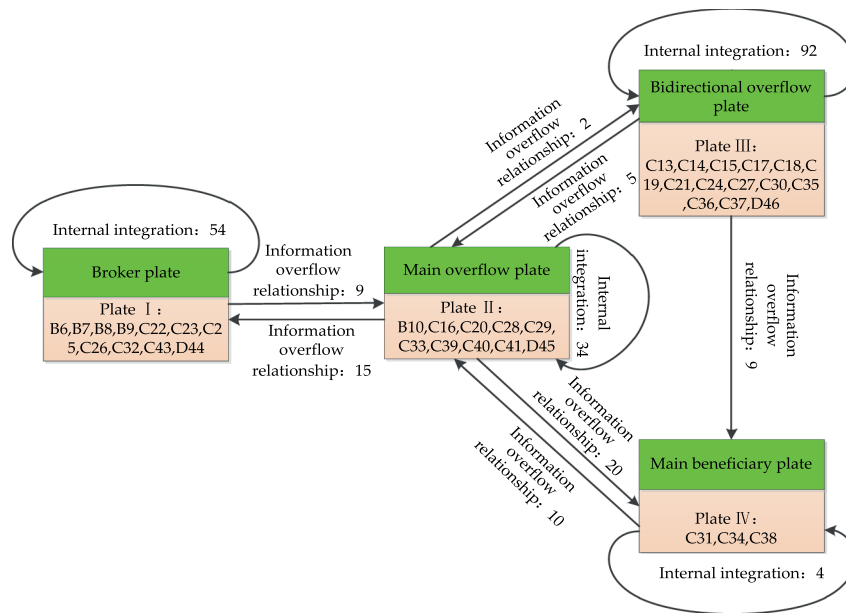 Internal integration：92
Bidirectional overflow
plate
Plate Ⅲ：
C13,C14,C15,C17,C18,C
19,C21,C24,C27,C30,C35
,C36,C37,D46
Information
overflow
relationship：2
Information
overflow
relationship：5
Internal integration：54
Broker plate
Plate Ⅰ：
B6,B7,B8,B9,C22,C23,C2
5,C26,C32,C43,D44
Information
overflow
relationship：9
Information
overflow
relationship：15
Main overflow plate
Plate Ⅱ：
B10,C16,C20,C28,C29,
C33,C39,C40,C41,D45
Internal
integration：34
Information
overflow
relationship：9
Information
overflow
relationship：20
Information
overflow
relationship：10
Main beneficiary plate
Plate Ⅳ：
C31,C34,C38
Internal integration：4